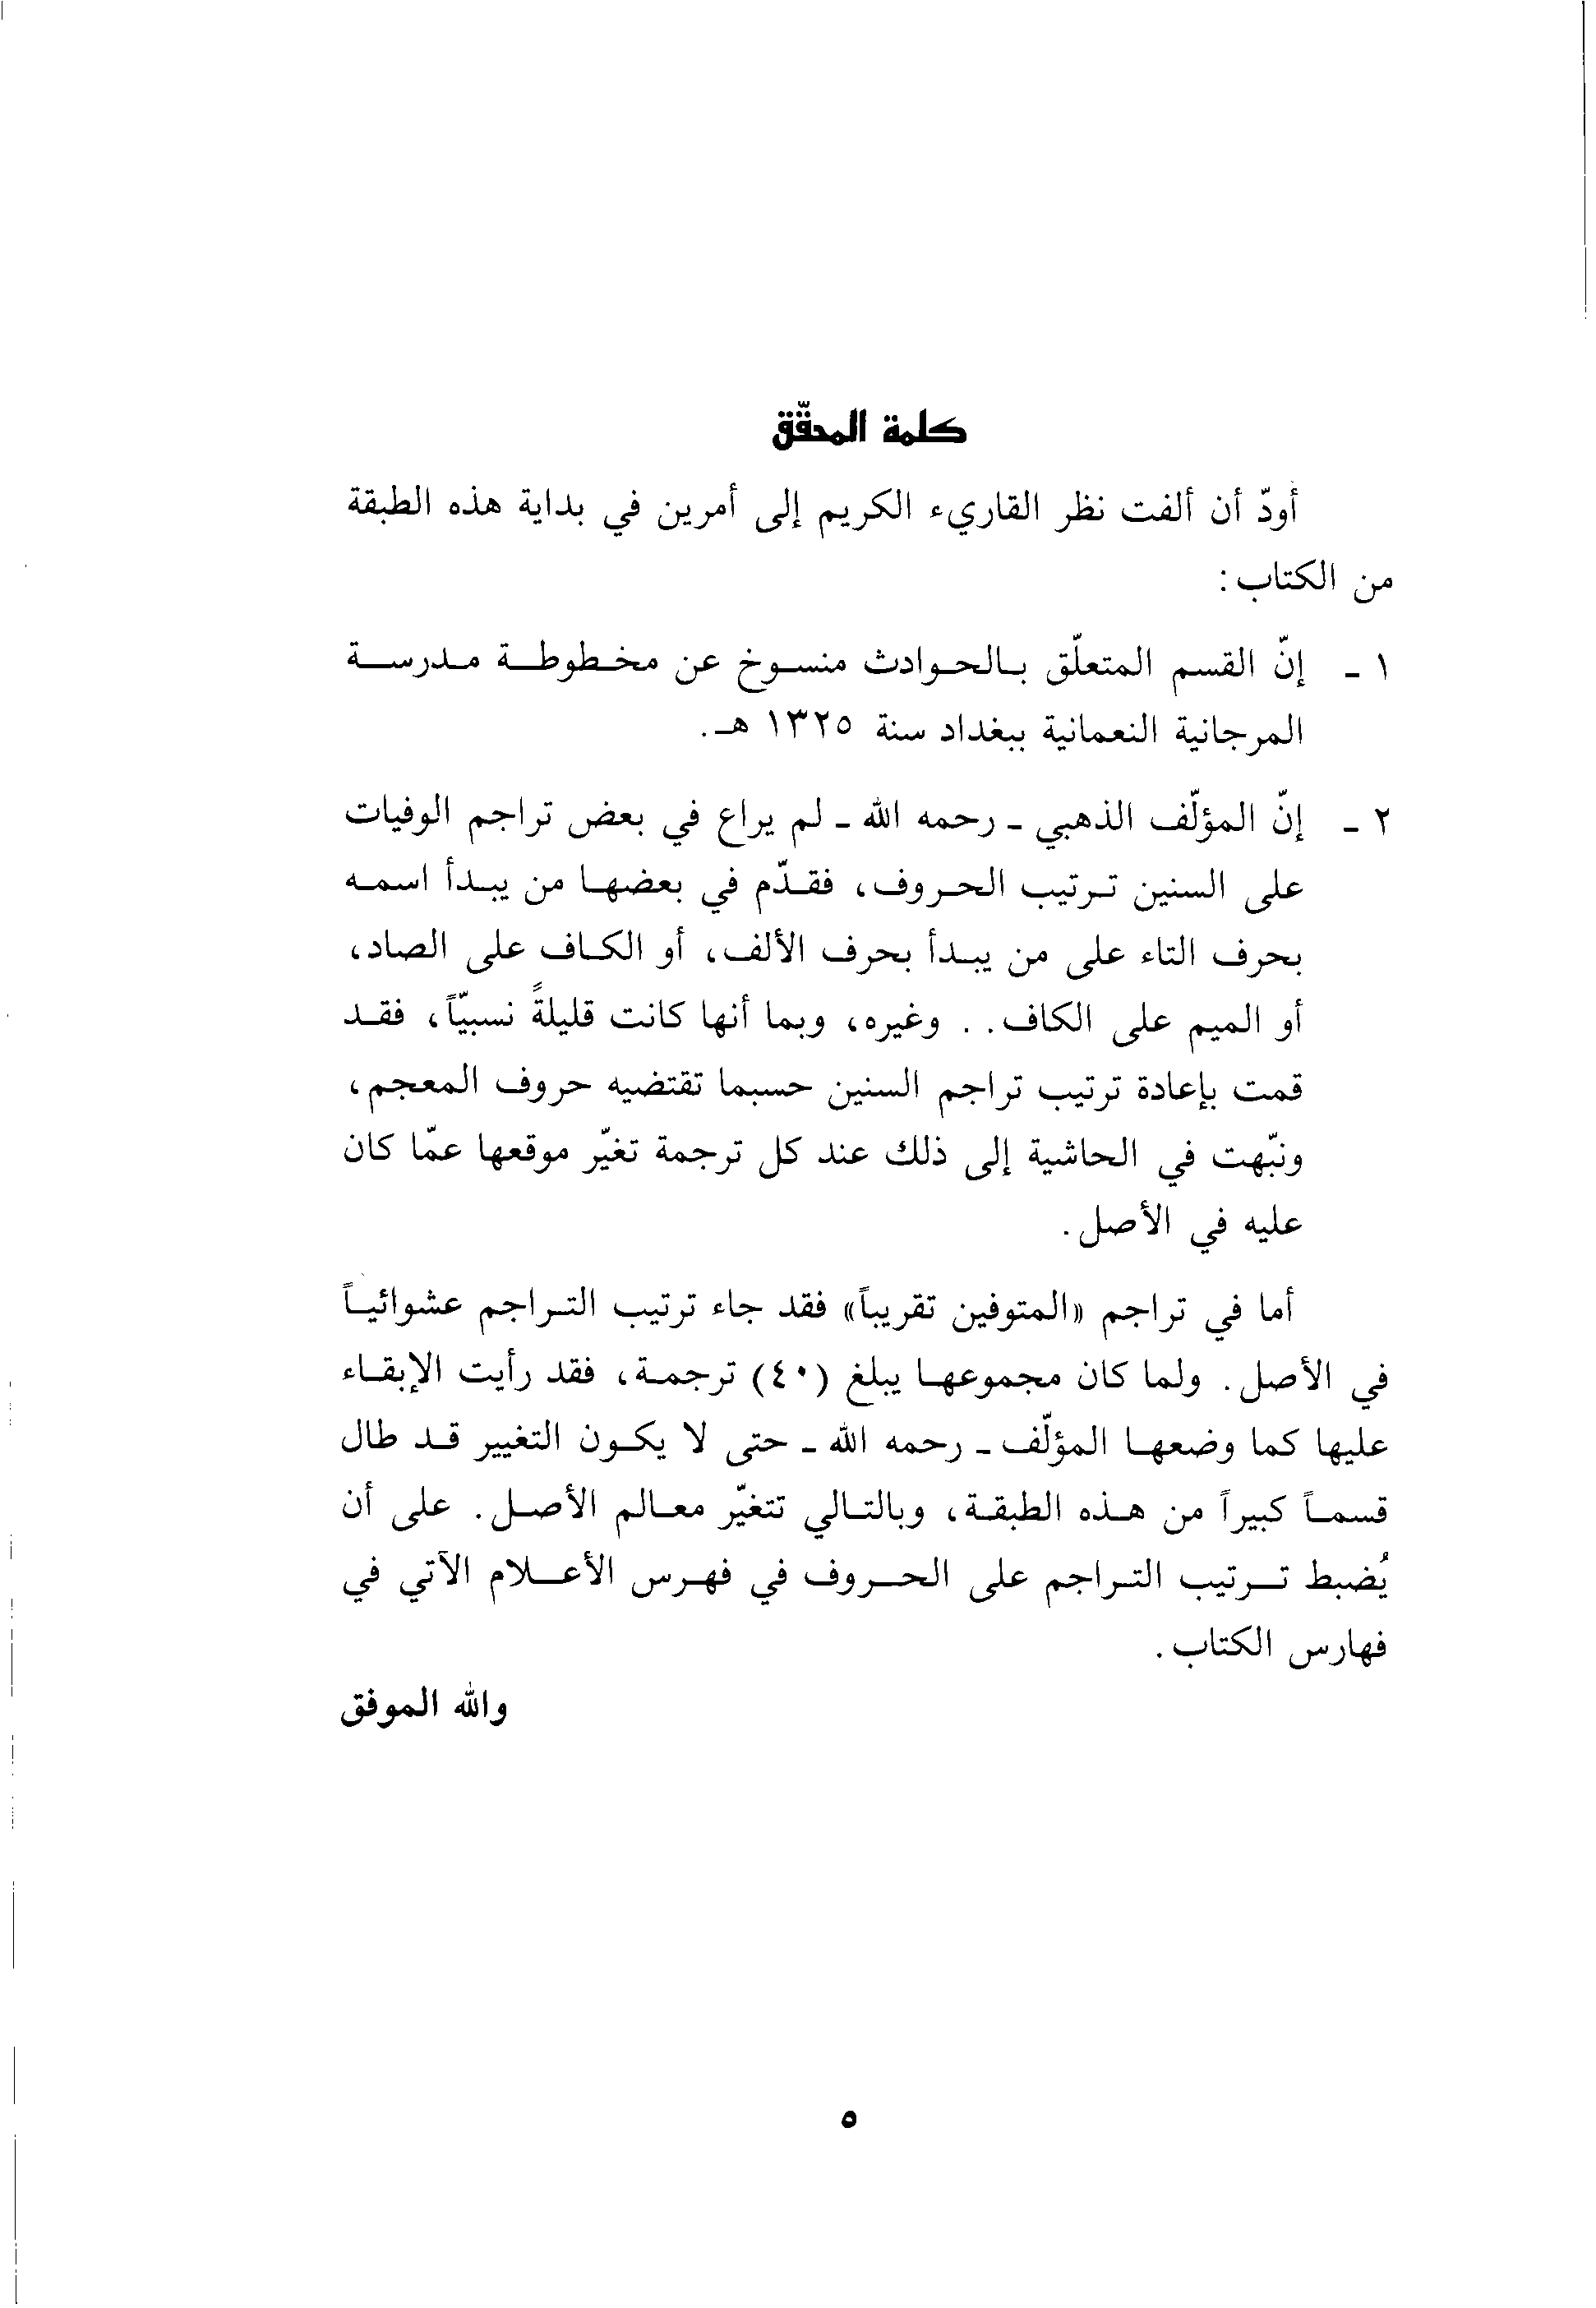 كلمة المحقّق
أودّ أن ألفت نظر القاريء الكريم إلى أمرين في بداية هذه الطبقة
من الكتاب:
١ - إنّ القسم المتعلّق بالحوادث منسوخ عن مخطوطة مدرسة
المرجانية النعمانية ببغداد سنة ١٣٢٥ هـ.
٢ - إنّ المؤلّف الذهبي - رحمه الله - لم يراع في بعض تراجم الوفيات
على السنين ترتيب الحروف، فقدّم في بعضها من يبدأ اسمه
بحرف التاء على من يبدأ بحرف الألف، أو الكاف على الصاد،
أو الميم على الكاف. . وغيره، وبما أنها كانت قليلةً نسبيّاً، فقد
قمت بإعادة ترتيب تراجم السنين حسبما تقتضيه حروف المعجم،
ونبّهت في الحاشية إلى ذلك عند كل ترجمة تغيّر موقعها عمّا كان
عليه في الأصل.
أما في تراجم «المتوفين تقريباً» فقد جاء ترتيب التراجم عشوائياً
في الأصل. ولما كان مجموعها يبلغ (٤٠) ترجمة، فقد رأيت الإبقاء
عليها كما وضعها المؤلّف - رحمه الله - حتى لا يكون التغيير قد طال
قسماً كبيراً من هذه الطبقة، وبالتالي تتغيّر معالم الأصل. على أن
يُضبط ترتيب التراجم على الحروف في فهرس الأعلام الآتي في
فهارس الكتاب.
والله الموفق
٥